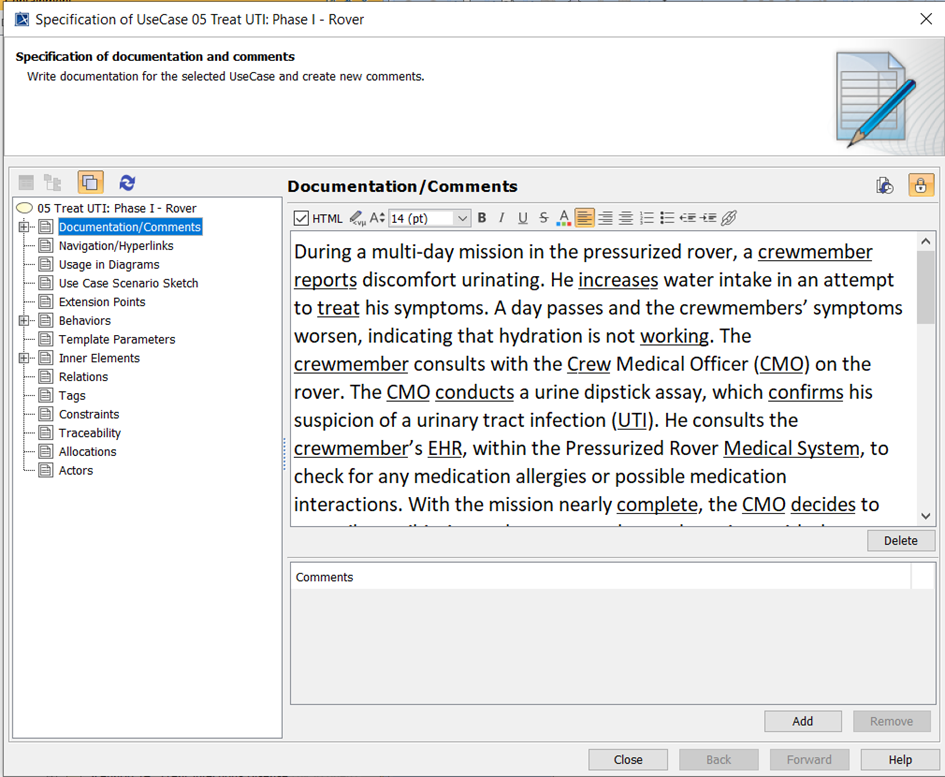 Specification of UseCase 05 Treat UTI: Phase I - Rover
Specification of documentation and comments
Write documentation for the selected UseCase and create new comments.
05 Treat UTI: Phase I - Rover
Documentation/Comments
Navigation/Hyperlinks
Usage in Diagrams
Use Case Scenario Sketch
Extension Points
Behaviors
Template Parameters
Inner Elements
Relations
Tags
Constraints
Traceability
Allocations
Actors
Documentation/Comments
HTML 14 (pt) B I U S A
During a multi-day mission in the pressurized rover, a crewmember
reports discomfort urinating. He increases water intake in an attempt
to treat his symptoms. A day passes and the crewmembers’ symptoms
worsen, indicating that hydration is not working. The
crewmember consults with the Crew Medical Officer (CMO) on the
rover. The CMO conducts a urine dipstick assay, which confirms his
suspicion of a urinary tract infection (UTI). He consults the
crewmember’s EHR, within the Pressurized Rover Medical System, to
check for any medication allergies or possible medication
interactions. With the mission nearly complete, the CMO decides to
Delete
Comments
Add Remove
Close Back Forward Help